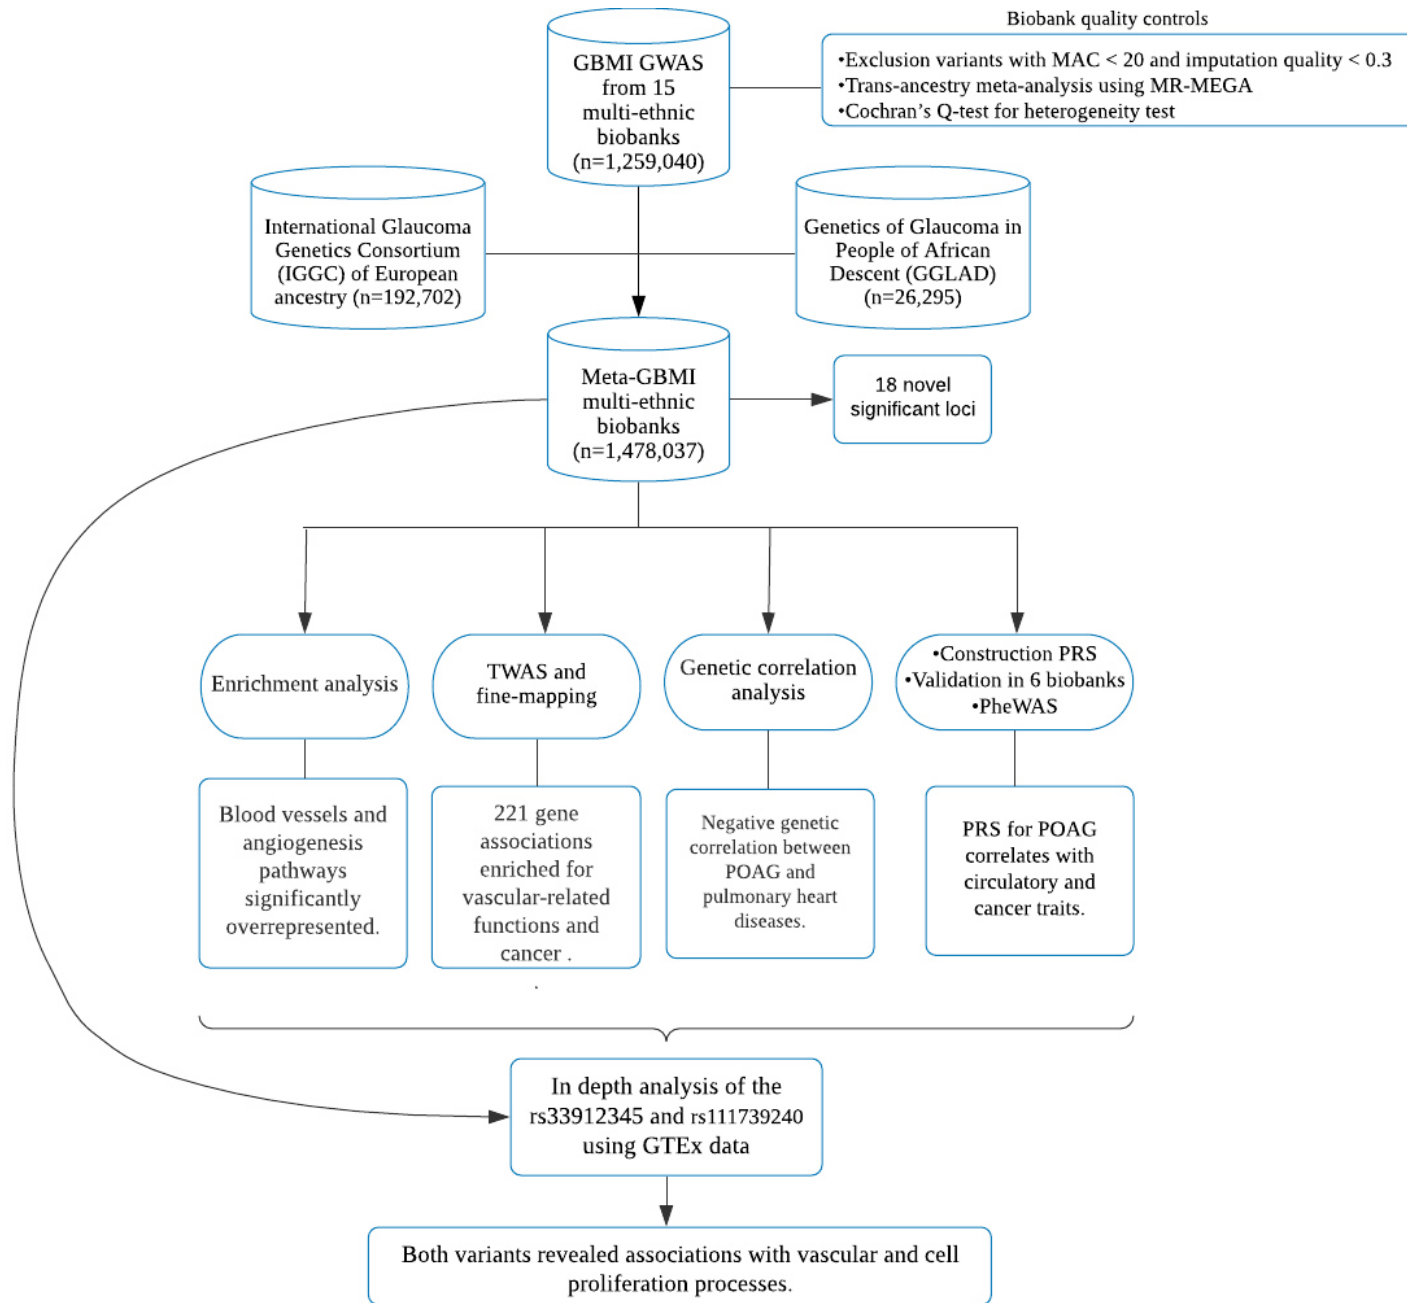 Biobank quality controls
GBMI GWAS
from 15
multi-ethnic
biobanks
(n=1,259,040)
•Exclusion variants with MAC < 20 and imputation quality < 0.3
•Trans-ancestry meta-analysis using MR-MEGA
•Cochran’s Q-test for heterogeneity test
International Glaucoma
Genetics Consortium
(IGGC) of European
ancestry (n=192,702)
Genetics of Glaucoma in
People of African
Descent (GGLAD)
(n=26,295)
Meta-GBMI
multi-ethnic
biobanks
(n=1,478,037)
18 novel
significant loci
Enrichment analysis
TWAS and
fine-mapping
Genetic correlation
analysis
•Construction PRS
•Validation in 6 biobanks
•PheWAS
Blood vessels and
angiogenesis
pathways
significantly
overrepresented.
221 gene
associations
enriched for
vascular-related
functions and
cancer .
.
Negative genetic
correlation between
POAG and
pulmonary heart
diseases.
PRS for POAG
correlates with
circulatory and
cancer traits.
In depth analysis of the
rs33912345 and rs111739240
using GTEx data
Both variants revealed associations with vascular and cell
proliferation processes.